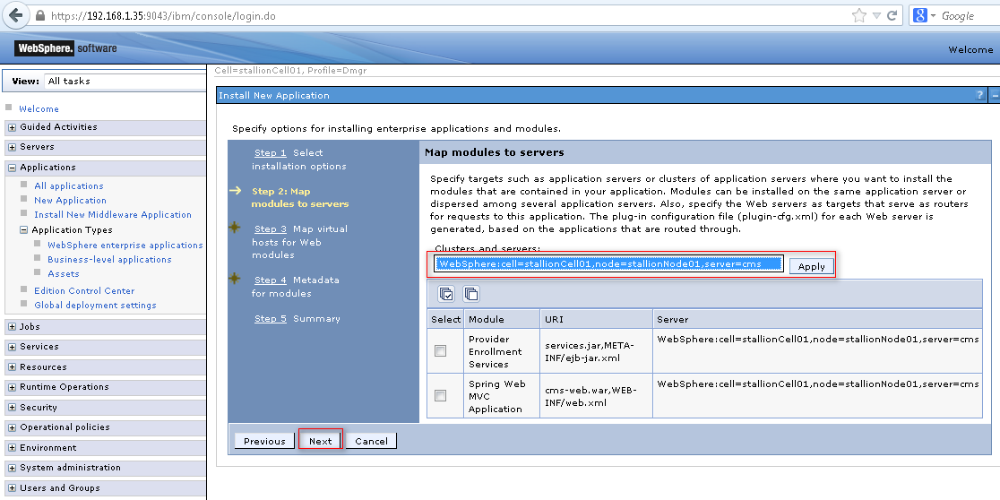 https://192.168.1.35:9043/ibm/console/login.do
8 Google
WebSphere. software
Welcome
View: All tasks
Welcome
Guided Activities
Servers
Applications
All applications
New Application
Install New Middleware Application
Application Types
WebSphere enterprise applications
Business-level applications
Assets
Edition Control Center
Global deployment settings
Jobs
Services
Resources
Runtime Operations
Security
Operational policies
Environment
System administration
Users and Groups
Cell=stallionCell01, Profile=Dmgr
Install New Application
?
Specify options for installing enterprise applications and modules.
Step 1 Select
installation options
Step 2: Map
modules to servers
Step 3 Map virtual
hosts for Web
modules
Step 4 Metadata
for modules
Step 5 Summary
Map modules to servers
Specify targets such as application servers or clusters of application servers where you want to install the
modules that are contained in your application. Modules can be installed on the same application server or
dispersed among several application servers. Also, specify the Web servers as targets that serve as routers
for requests to this application. The plug-in configuration file (plugin-cfg.xml) for each Web server is
generated, based on the applications that are routed through.
Clusters and servers:
WebSphere:cell=stallionCell01,node=stallionNode01,server=cms
Apply
Select Module URI Server
Provider
Enrollment
Services
services.jar,META-
INF/ejb-jar.xml
WebSphere:cell=stallionCell01,node=stallionNode01,server=cms
Spring Web
MVC
Application
cms-web.war,WEB-
INF/web.xml
WebSphere:cell=stallionCell01,node=stallionNode01,server=cms
Previous Next Cancel